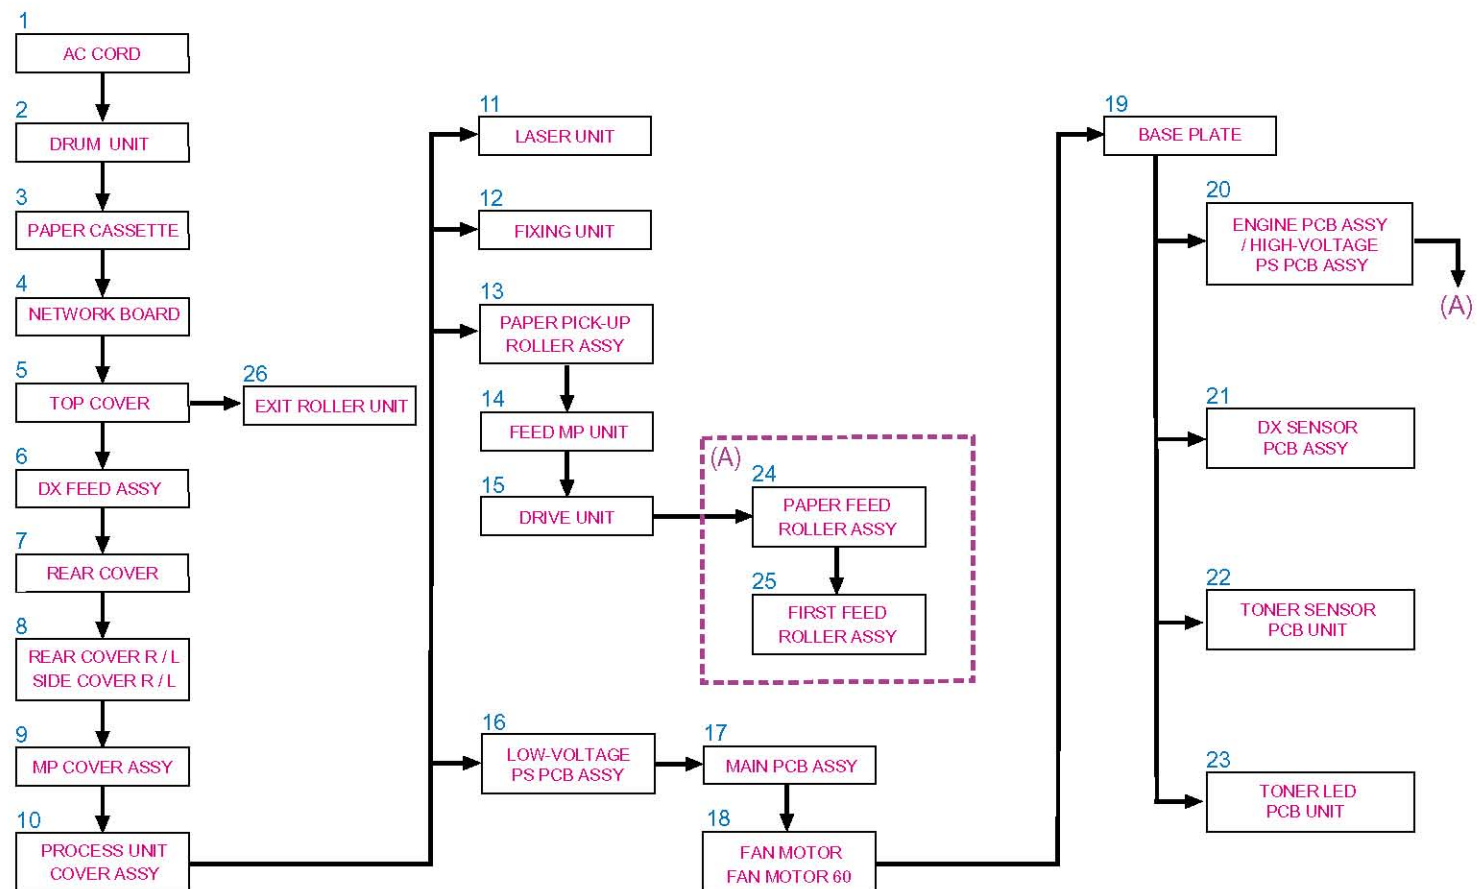 1
AC CORD
2
DRUM UNIT
3
PAPER CASSETTE
4
NETWORK BOARD
5
TOP COVER
26
EXIT ROLLER UNIT
6
DX FEED ASSY
7
REAR COVER
8
REAR COVER R / L
SIDE COVER R / L
9
MP COVER ASSY
10
PROCESS UNIT
COVER ASSY
11
LASER UNIT
12
FIXING UNIT
13
PAPER PICK-UP
ROLLER ASSY
14
FEED MP UNIT
15
DRIVE UNIT
(A)
24
PAPER FEED
ROLLER ASSY
25
FIRST FEED
ROLLER ASSY
16
LOW-VOLTAGE
PS PCB ASSY
17
MAIN PCB ASSY
18
FAN MOTOR
FAN MOTOR 60
19
BASE PLATE
20
ENGINE PCB ASSY
/ HIGH-VOLTAGE
PS PCB ASSY
(A)
21
DX SENSOR
PCB ASSY
22
TONER SENSOR
PCB UNIT
23
TONER LED
PCB UNIT